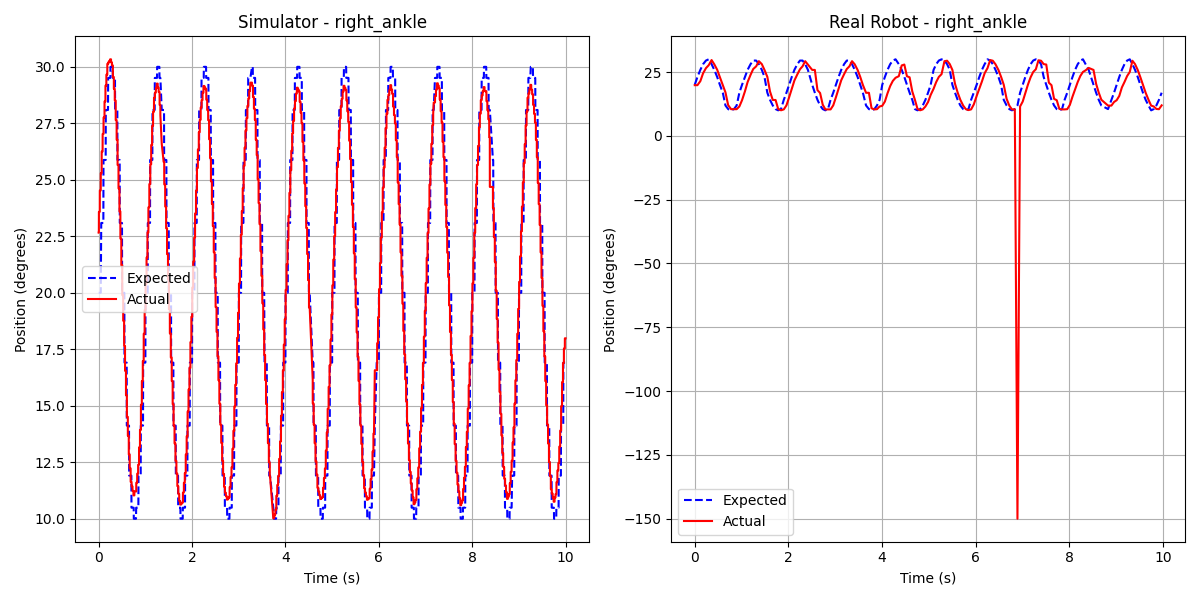 Simulator - right_ankle
Position (degrees)
30.0
27.5
25.0
22.5
20.0
17.5
15.0
12.5
10.0
Expected
Actual
0 2 4 6 8 10
Time (s)
Real Robot - right_ankle
Position (degrees)
25
0
−25
−50
−75
−100
−125
−150
Expected
Actual
0 2 4 6 8 10
Time (s)